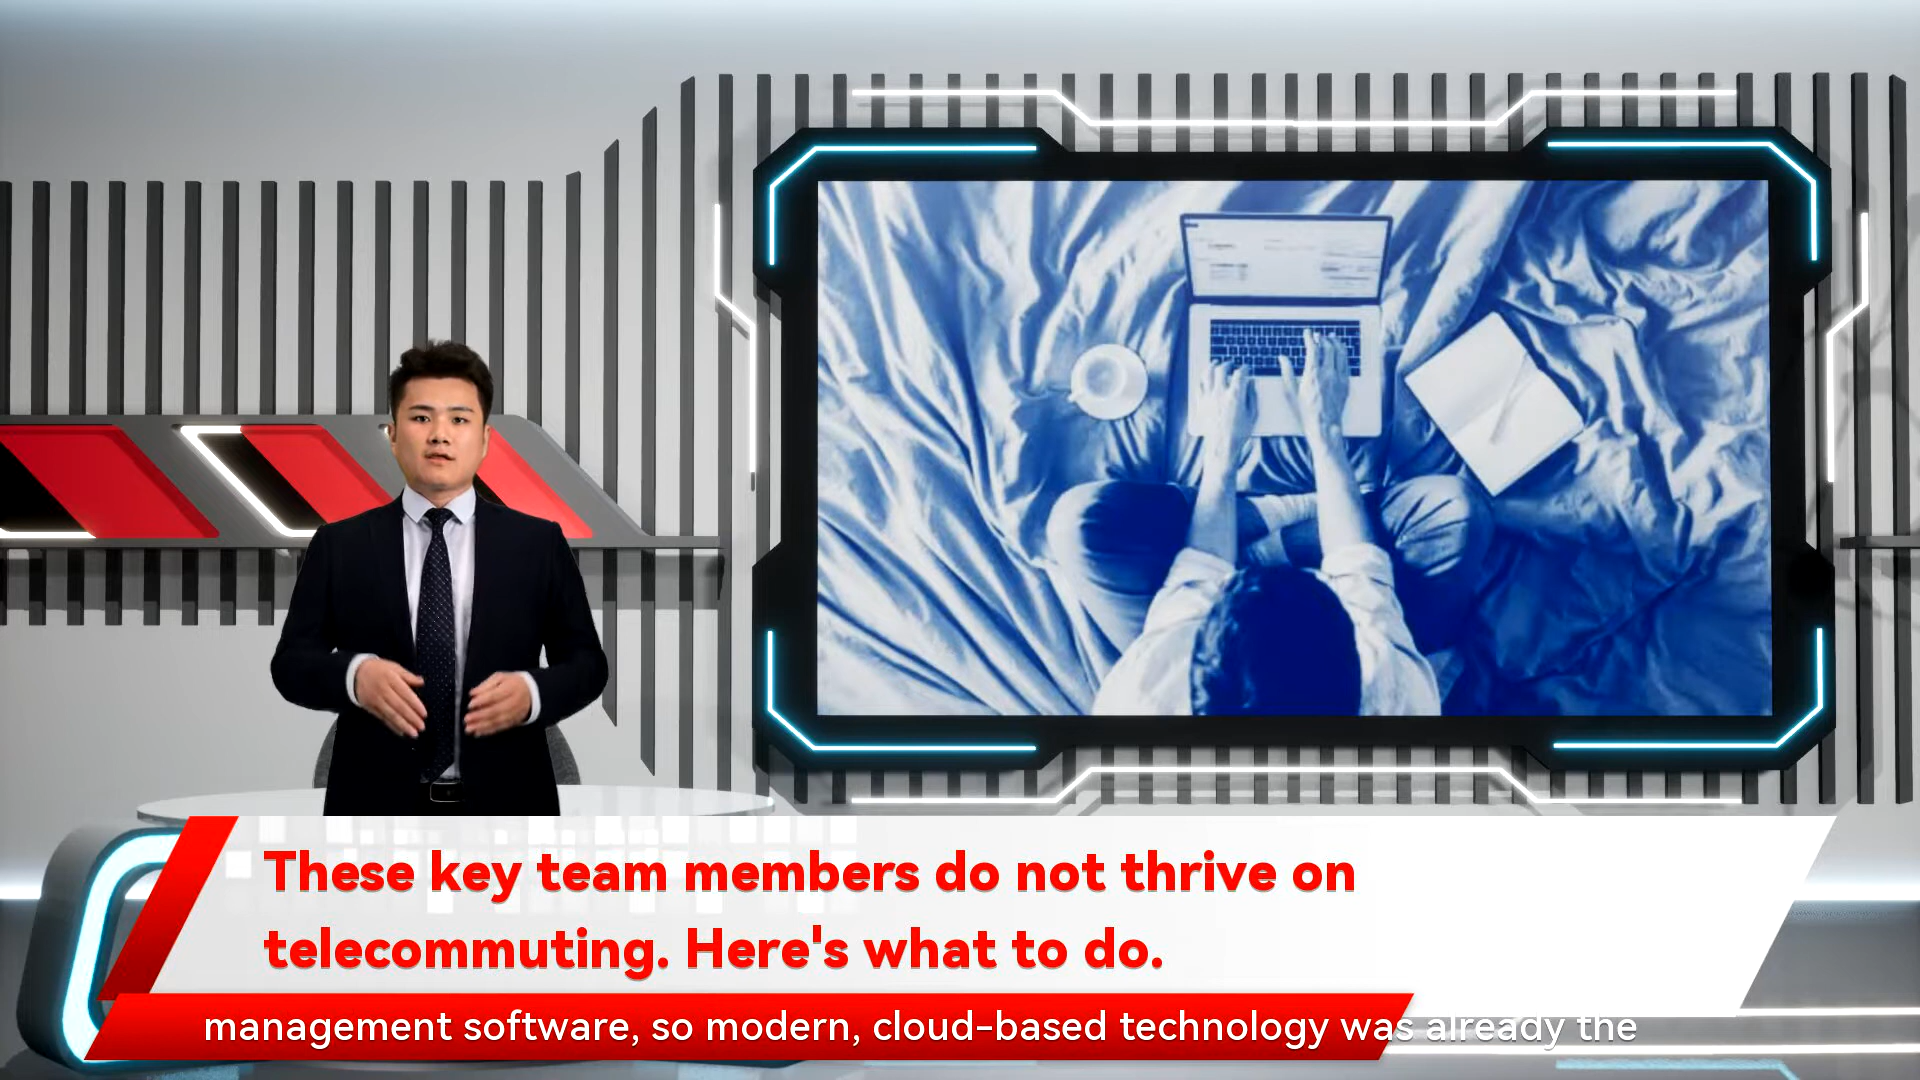 These key team members do not thrive on
telecommuting. Here's what to do.
management software, so modern, cloud-based technology was already the